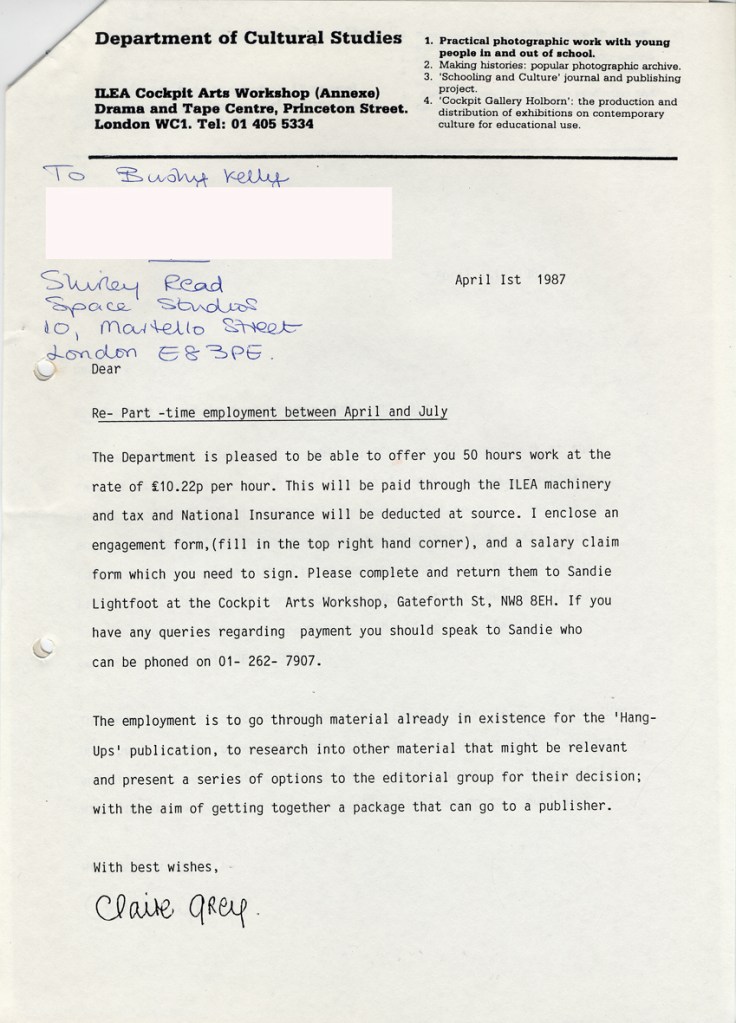 Department of Cultural Studies
ILEA Cockpit Arts Workshop (Annexe)
Drama and Tape Centre, Princeton Street.
London WC1. Tel: 01 405 5334
1. Practical photographic work with young
people in and out of school.
2. Making histories: popular photographic archive.
3. 'Schooling and Culture' journal and publishing
project.
4. 'Cockpit Gallery Holborn': the production and
distribution of exhibitions on contemporary
culture for educational use.
To Bushy Kelly
Shirley Read
Space Studios
10, Martello Street
London E8 3PE.
April Ist 1987
Dear
Re- Part -time employment between April and July
The Department is pleased to be able to offer you 50 hours work at the
rate of £10.22p per hour. This will be paid through the ILEA machinery
and tax and National Insurance will be deducted at source. I enclose an
engagement form,(fill in the top right hand corner), and a salary claim
form which you need to sign. Please complete and return them to Sandie
Lightfoot at the Cockpit Arts Workshop, Gateforth St, NW8 8EH. If you
have any queries regarding payment you should speak to Sandie who
can be phoned on 01- 262- 7907.
The employment is to go through material already in existence for the 'Hang-
Ups' publication, to research into other material that might be relevant
and present a series of options to the editorial group for their decision;
with the aim of getting together a package that can go to a publisher.
With best wishes,
Claire Grey.